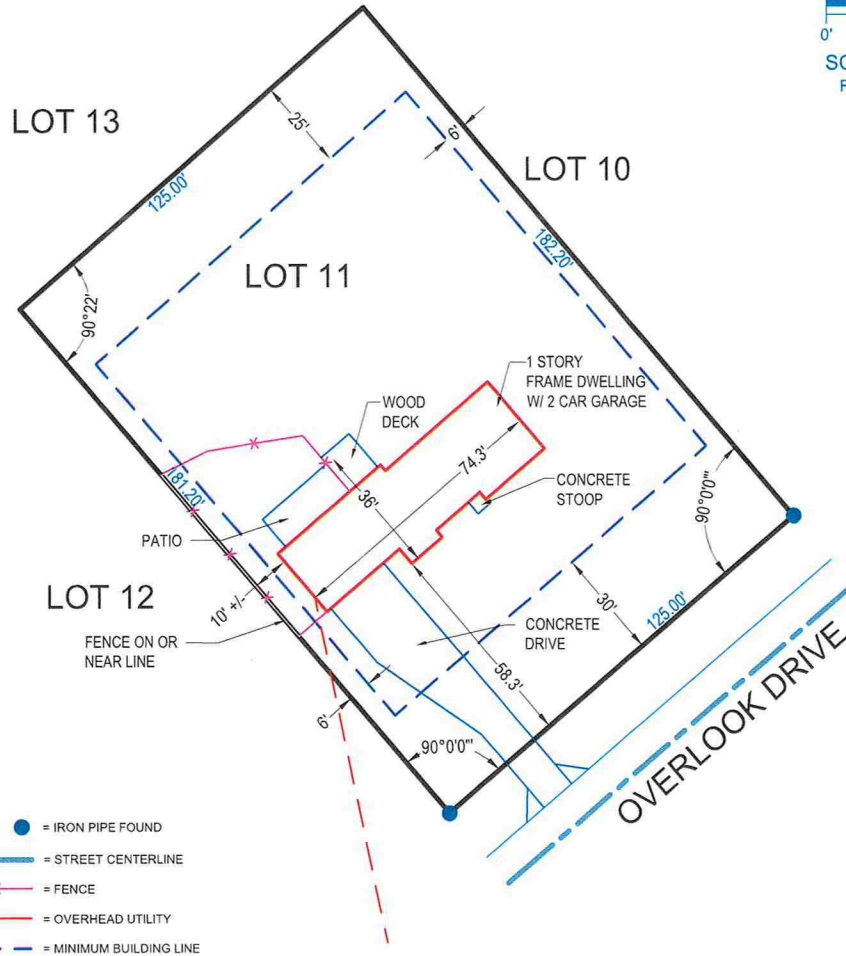 0'
SC
F
LOT 13
25'
6'
LOT 10
125.00'
182.20'
LOT 11
90°22'
1 STORY
FRAME DWELLING
W/ 2 CAR GARAGE
WOOD
DECK
74.3'
36'
CONCRETE
STOOP
181.20'
90°0'0"'
PATIO
LOT 12
10' +/-
30'
125.00'
FENCE ON OR
NEAR LINE
CONCRETE
DRIVE
58.3'
6'
90°0'0"'
OVERLOOK DRIVE
= IRON PIPE FOUND
= STREET CENTERLINE
= FENCE
= OVERHEAD UTILITY
= MINIMUM BUILDING LINE